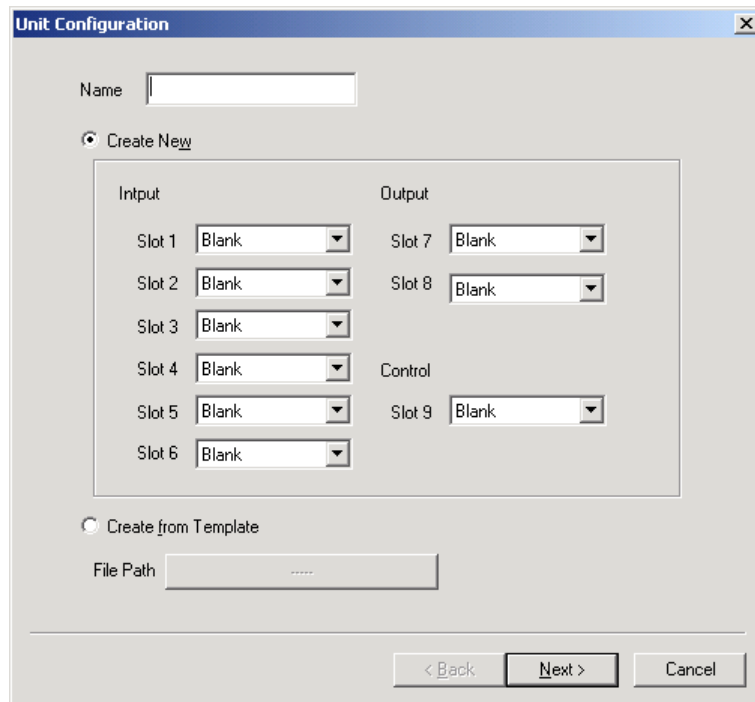 Unit Configuration
Name
Create New
Intput
Output
Slot 1 Blank
Slot 7 Blank
Slot 2 Blank
Slot 8 Blank
Slot 3 Blank
Slot 4 Blank
Control
Slot 5 Blank
Slot 9 Blank
Slot 6 Blank
Create from Template
File Path -----
< Back
Next >
Cancel